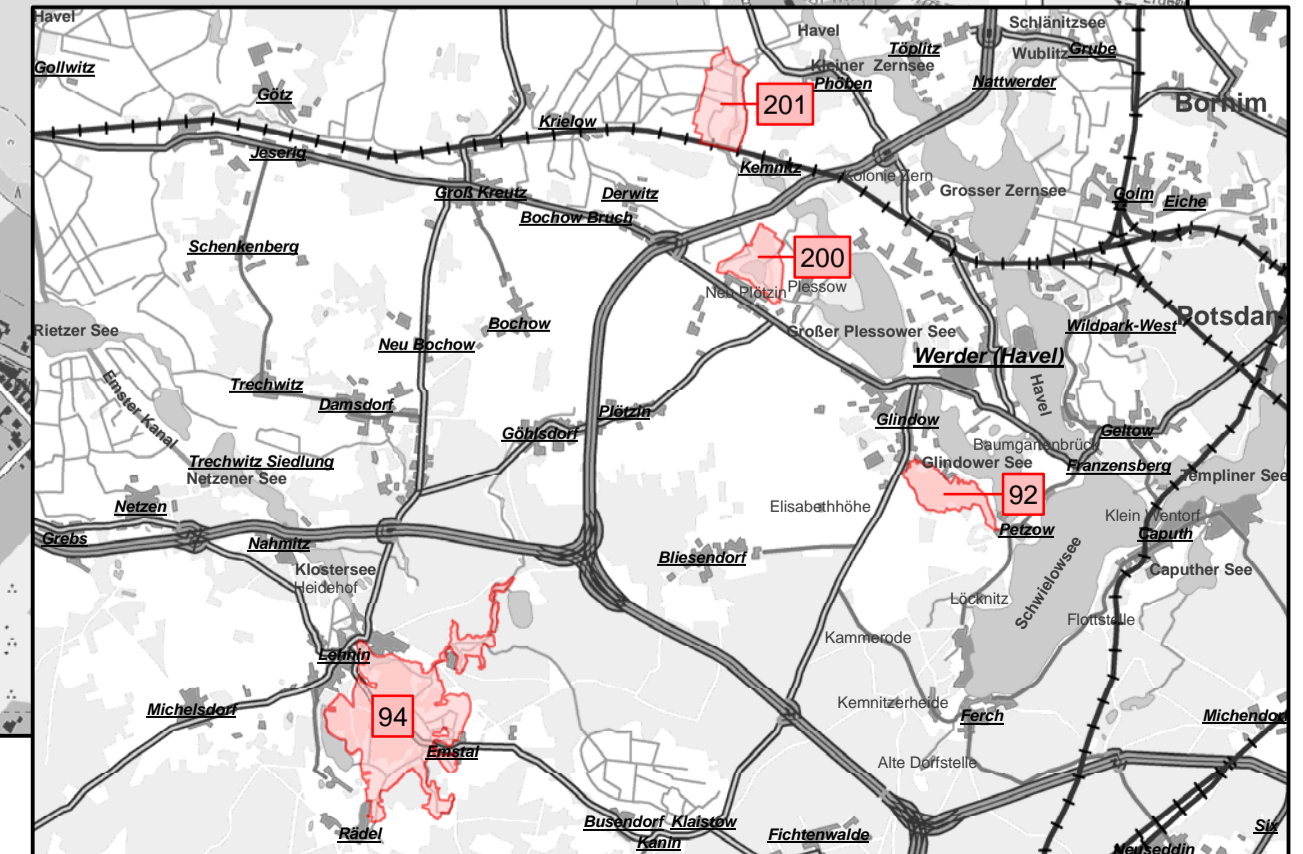 Havel
Schlänitzsee
Havel
Töplitz
Wublitz
Grube
Gollwitz
Kleiner Zernsee
Nattwerder
Phöben
Götz
Bornim
201
Krielow
Jeserig
Kemnitz
Kolonie Zern
Grosser Zernsee
Golm
Eiche
Groß Kreutz
Derwitz
Bochow Bruch
Schenkenberg
200
Neu Plötzin
Plessow
Rietzer See
Bochow
Großer Plessower See
Wildpark-West
Potsdam
Neu Bochow
Werder (Havel)
Trechwitz
Havel
Emster Kanal
Damsdorf
Plötzin
Glindow
Göhlsdorf
Geltow
Baumgartenbrück
Trechwitz Siedlung
Glindower See
Franzensberg
Netzener See
Templiner See
92
Netzen
Elisabethhöhe
Klein Wentorf
Petzow
Caputh
Grebs
Nahmitz
Bliesendorf
Klostersee
Caputher See
Heidehof
Schwielowsee
Löcknitz
Flottstelle
Kammerode
Lehnin
Michelsdorf
94
Kemnitzerheide
Ferch
Michendorf
Emstal
Alte Dorfstelle
Busendorf
Klaistow
Rädel
Fichtenwalde
Six
Kanin
Neuseddin